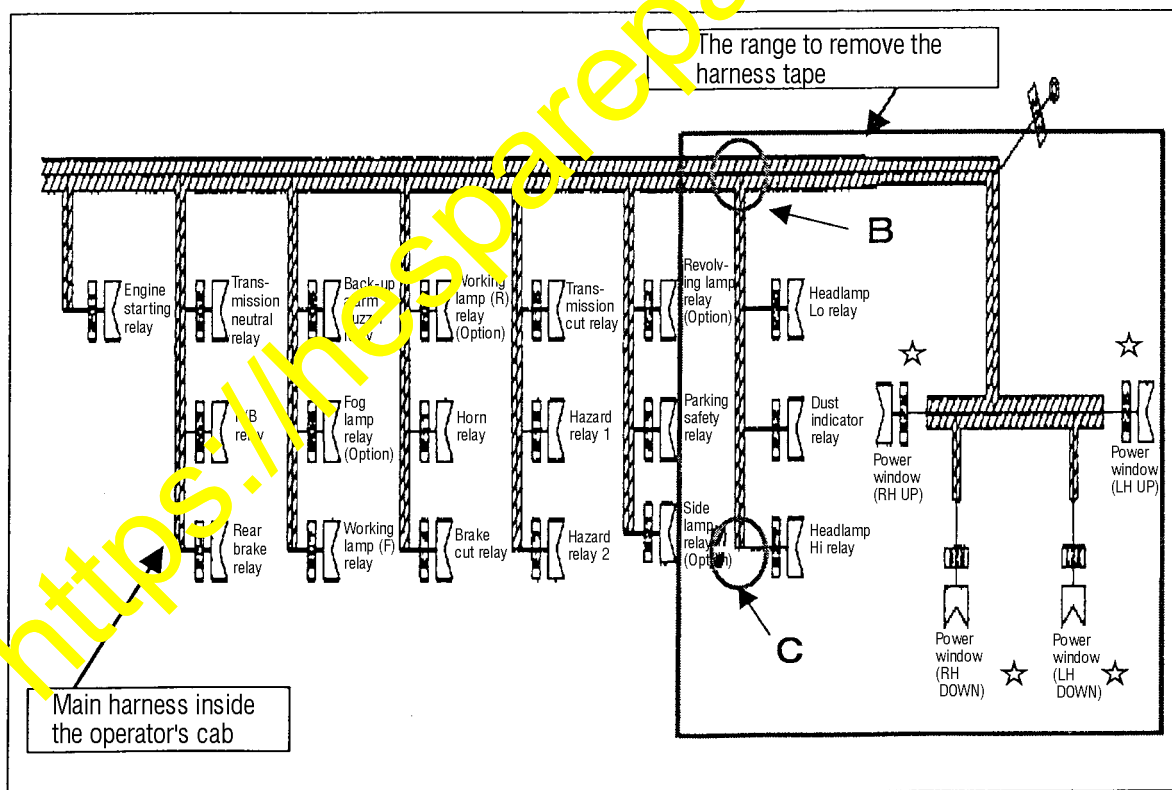 The range to remove the
harness tape
B
Engine
starting
relay
Trans-
mission
neutral
relay
Back-up
Working
lamp (R)
relay
(Option)
Trans-
mission
cut relay
Revolv-
ing lamp
relay
(Option)
Headlamp
Lo relay
Fog
lamp
relay
(Option)
Horn
relay
Hazard
relay 1
Parking
safety
relay
Dust
indicator
relay
Power
window
(RH UP)
Power
window
(LH UP)
Rear
brake
relay
Working
lamp (F)
relay
Brake
cut relay
Hazard
relay 2
Side
lamp
relay
(Option)
Headlamp
Hi relay
C
Power
window
(RH
DOWN)
Power
window
(LH
DOWN)
Main harness inside
the operator's cab